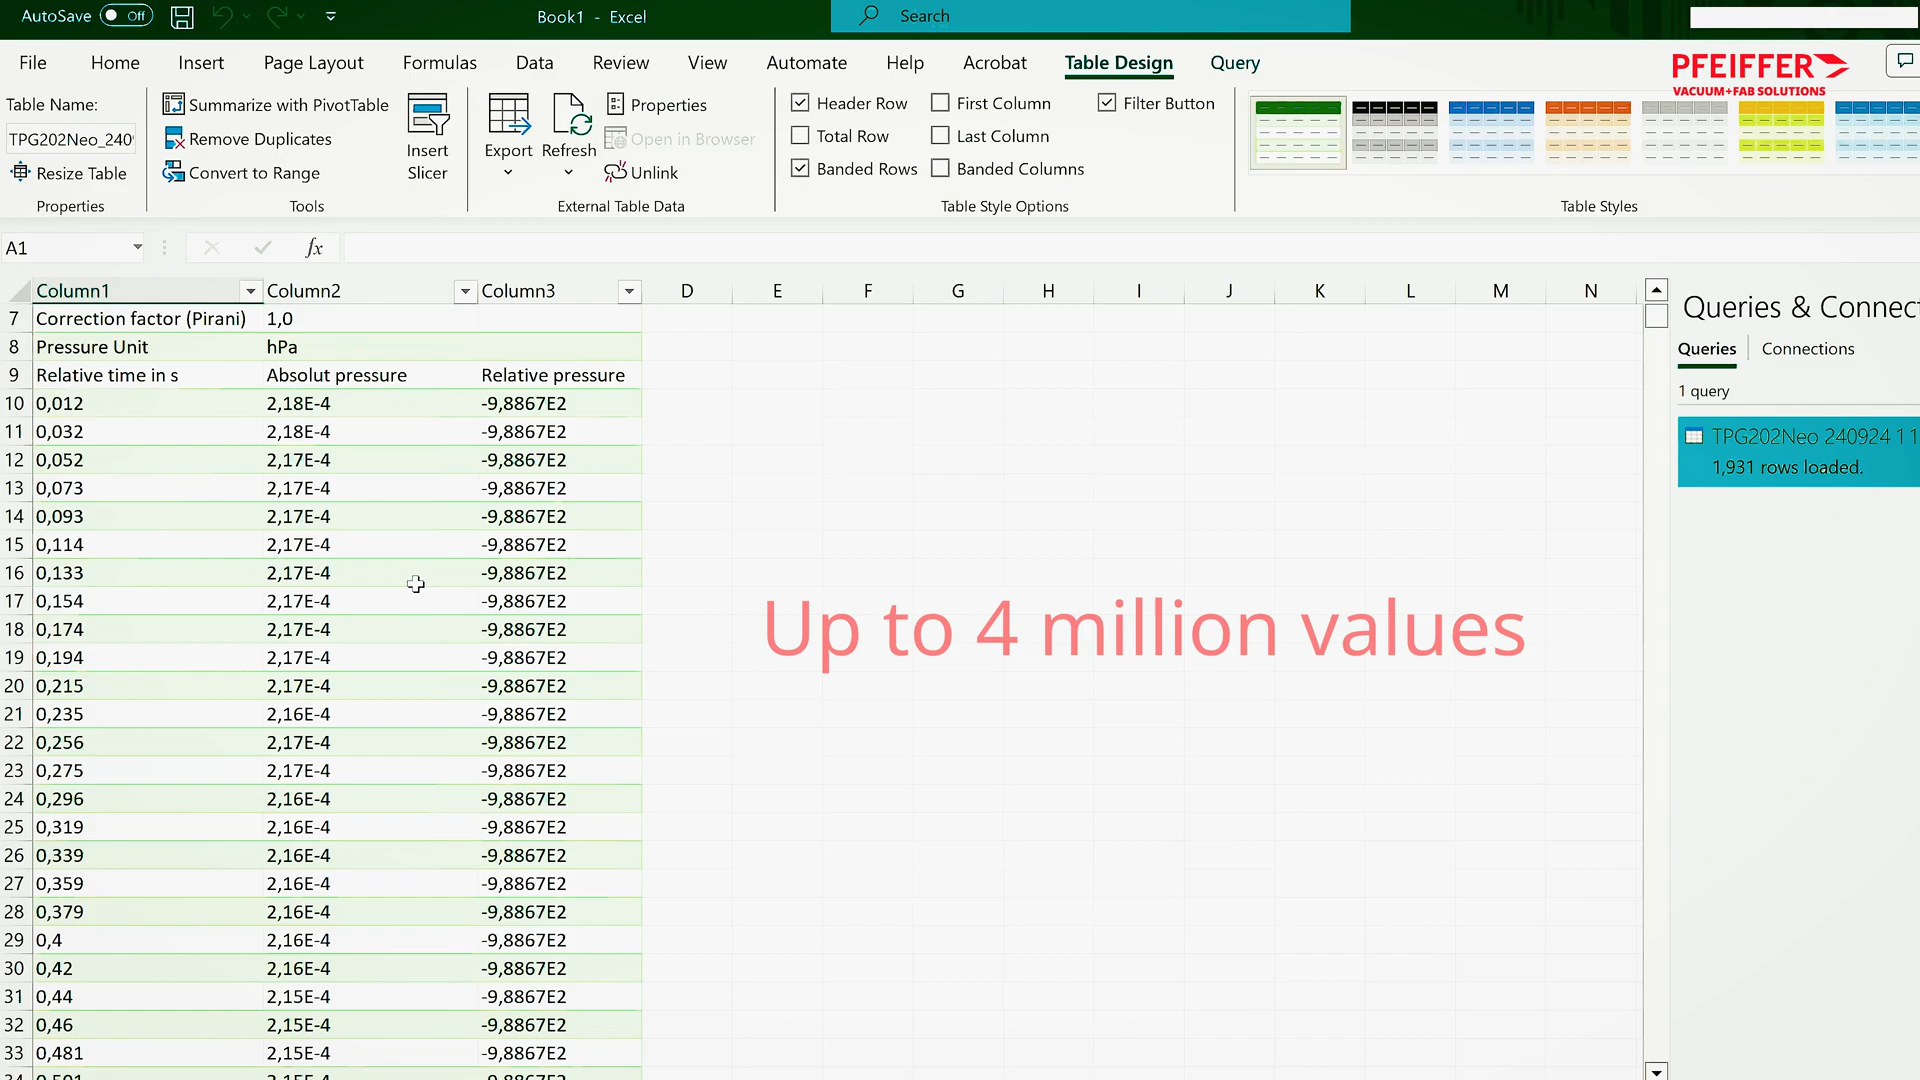 AutoSave Off Book1 - Excel Search
File Home Insert Page Layout Formulas Data Review View Automate Help Acrobat Table Design Query
PFEIFFER
VACUUM+FAB SOLUTIONS
Table Name:
TPG202Neo_240
Resize Table
Properties
Summarize with PivotTable
Remove Duplicates
Convert to Range
Tools
Insert
Slicer
Export
Refresh
Properties
Open in Browser
Unlink
External Table Data
Header Row First Column Filter Button
Total Row Last Column
Banded Rows Banded Columns
Table Style Options
Table Styles
A1 fx
Column1 Column2 Column3 D E F G H I J K L M N
7 Correction factor (Pirani) 1,0
8 Pressure Unit hPa
9 Relative time in s Absolut pressure Relative pressure
10 0,012 2,18E-4 -9,8867E2
11 0,032 2,18E-4 -9,8867E2
12 0,052 2,17E-4 -9,8867E2
13 0,073 2,17E-4 -9,8867E2
14 0,093 2,17E-4 -9,8867E2
15 0,114 2,17E-4 -9,8867E2
16 0,133 2,17E-4 -9,8867E2
17 0,154 2,17E-4 -9,8867E2
18 0,174 2,17E-4 -9,8867E2
19 0,194 2,17E-4 -9,8867E2
20 0,215 2,17E-4 -9,8867E2
21 0,235 2,16E-4 -9,8867E2
22 0,256 2,17E-4 -9,8867E2
23 0,275 2,17E-4 -9,8867E2
24 0,296 2,16E-4 -9,8867E2
25 0,319 2,16E-4 -9,8867E2
26 0,339 2,16E-4 -9,8867E2
27 0,359 2,16E-4 -9,8867E2
28 0,379 2,16E-4 -9,8867E2
29 0,4 2,16E-4 -9,8867E2
30 0,42 2,16E-4 -9,8867E2
31 0,44 2,15E-4 -9,8867E2
32 0,46 2,15E-4 -9,8867E2
33 0,481 2,15E-4 -9,8867E2
Up to 4 million values
Queries & Connect
Queries Connections
1 query
TPG202Neo 240924 1 1
1,931 rows loaded.